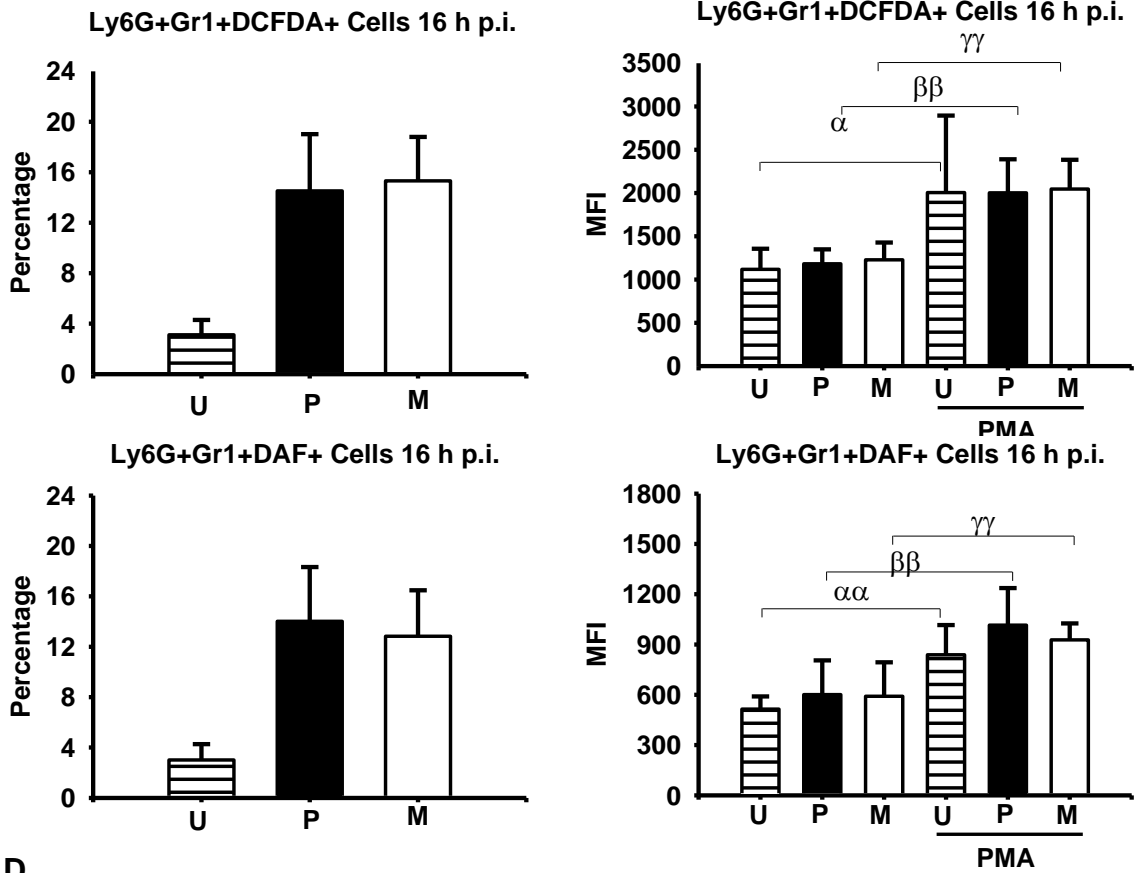 Ly6G+Gr1+DCFDA+ Cells 16 h p.i.
Percentage
24
20
16
12
8
4
0
U P M
Ly6G+Gr1+DCFDA+ Cells 16 h p.i.
MFI
3500
3000
2500
2000
1500
1000
500
0
γγ
ββ
α
U P M U P M
PMA
Ly6G+Gr1+DAF+ Cells 16 h p.i.
Percentage
24
20
16
12
8
4
0
U P M
Ly6G+Gr1+DAF+ Cells 16 h p.i.
MFI
1800
1500
1200
900
600
300
0
γγ
ββ
αα
U P M U P M
PMA
D